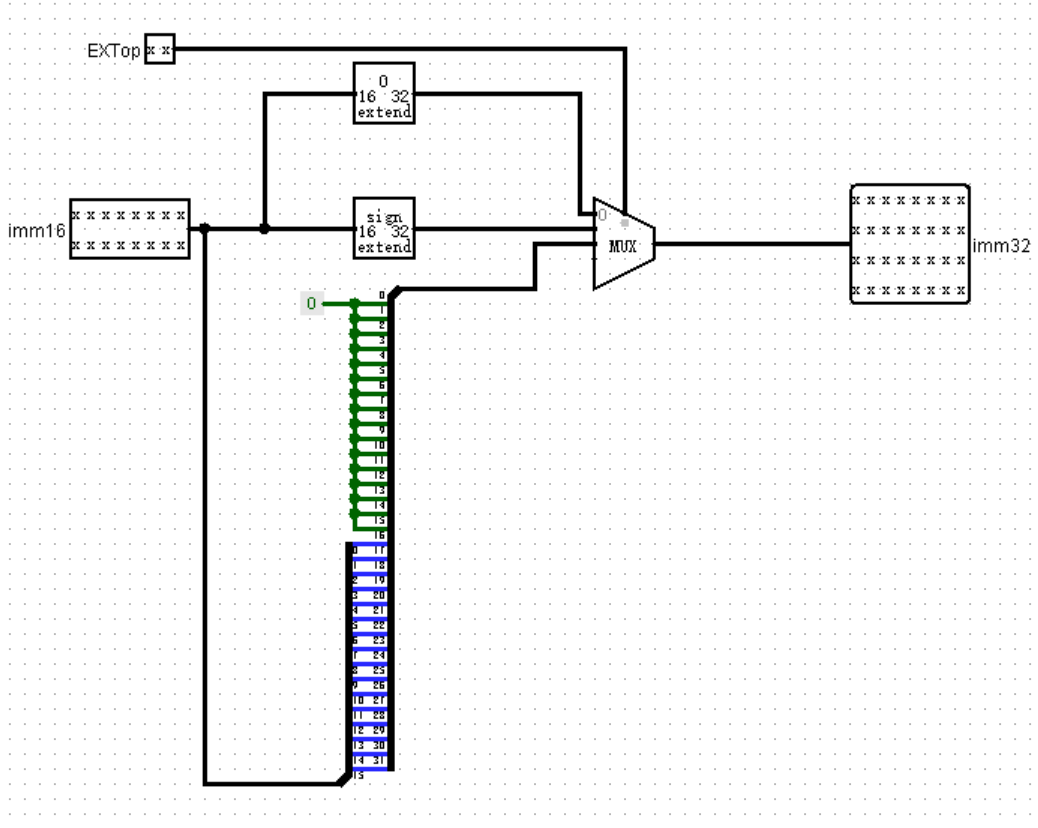 EXTop x x
0
16 32
extend
imm16
x x x x x x x x
x x x x x x x x
sign
16 32
extend
0
MUX
x x x x x x x x
x x x x x x x x
x x x x x x x x
x x x x x x x x
imm32
0
0
1
2
3
4
5
6
7
8
9
10
11
12
13
14
15
16
0 17
1 18
2 19
3 20
4 21
5 22
6 23
7 24
8 25
9 26
10 27
11 28
12 29
13 30
14 31
15